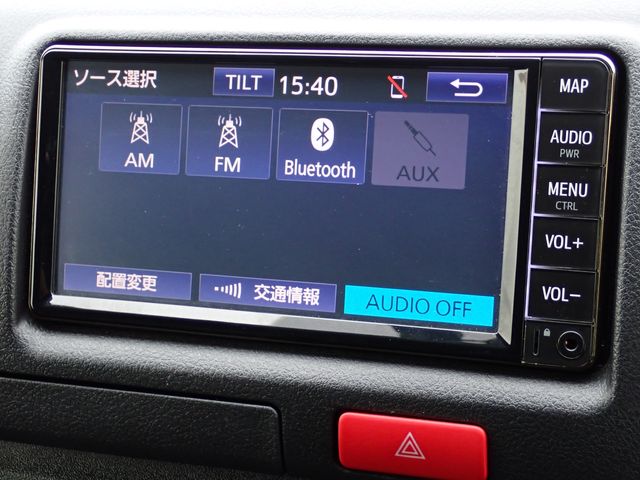 ソース選択 TILT 15:40
AM FM Bluetooth AUX
配置変更 交通情報 AUDIO OFF
MAP
AUDIO
PWR
MENU
CTRL
VOL+
VOL-